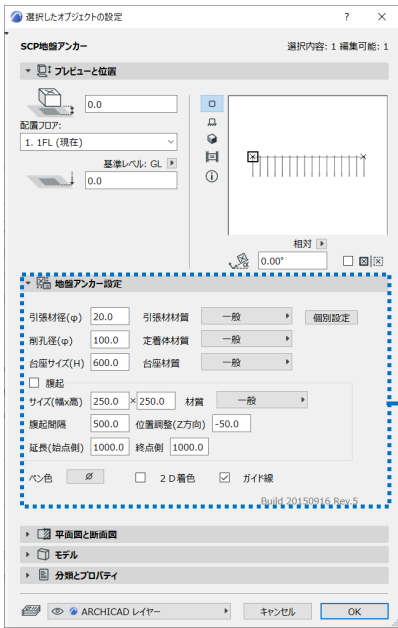 選択したオブジェクトの設定 ? ×
SCP地盤アンカー 選択内容: 1 編集可能: 1
プレビューと位置
0.0
配置フロア:
1. 1FL (現在)
基準レベル: GL
0.0
相対
0.00°
地盤アンカー設定
引張材径(φ) 20.0 引張材材質 一般 個別設定
削孔径(φ) 100.0 定着体材質 一般
台座サイズ(H) 600.0 台座材質 一般
腹起
サイズ(幅x高) 250.0 × 250.0 材質 一般
腹起間隔 500.0 位置調整(Z方向) -50.0
延長(始点側) 1000.0 終点側 1000.0
ペン色 2D着色 ガイド線
Build 20150916 Rev.5
平面図と断面図
モデル
分類とプロパティ
ARCHICAD レイヤー キャンセル OK